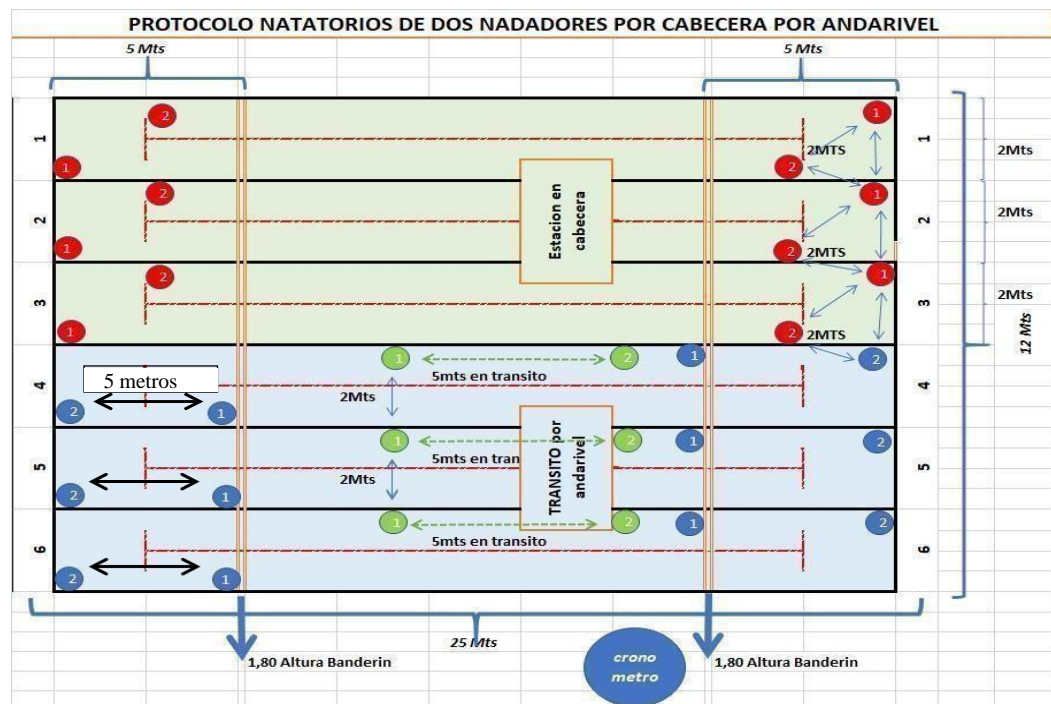 PROTOCOLO NATATORIOS DE DOS NADADORES POR CABECERA POR ANDARIVEL
5 Mts
5 Mts
1
2
1
2MTS
2
1
1
2Mts
2
1
2
1
2MTS
2
Estacion en
cabecera
2
2Mts
3
2
1
2MTS
2
1
3
2Mts
12 Mts
4
5 metros
2
1
1
2
5mts en transito
2Mts
1
2
4
5
2
1
1
2
5mts en tran
2Mts
TRANSITO por
andarivel
1
2
5
6
2
1
1
2
5mts en transito
1
2
6
25 Mts
1,80 Altura Banderin
crono
metro
1,80 Altura Banderin